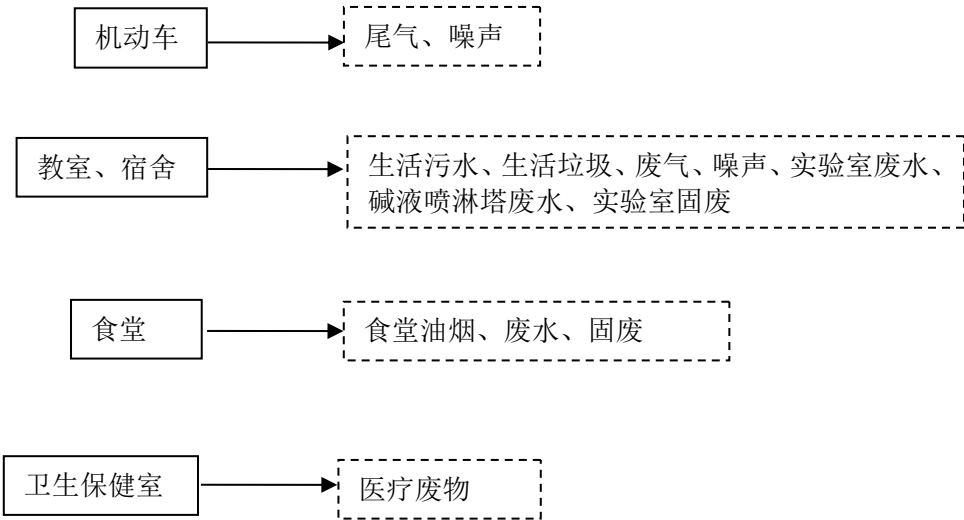 机动车
尾气、噪声
教室、宿舍
生活污水、生活垃圾、废气、噪声、实验室废水、
碱液喷淋塔废水、实验室固废
食堂
食堂油烟、废水、固废
卫生保健室
医疗废物